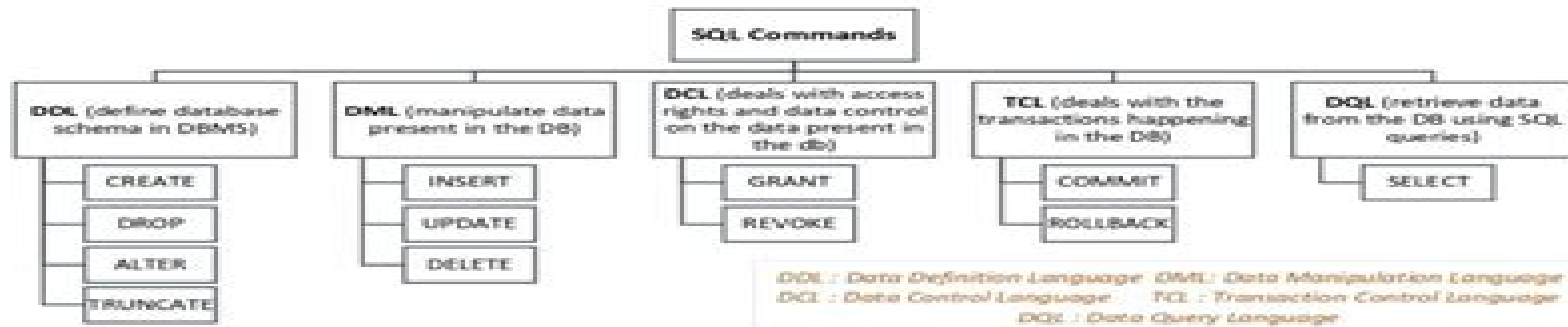 SQL Commands
DDL (define database
schema in DBMS)
CREATE
DROP
ALTER
TRUNCATE
DML (manipulate data
present in the DB)
INSERT
UPDATE
DELETE
DCL (deals with access
rights and data control
on the data present in
the db)
GRANT
REVOKE
TCL (deals with the
transactions happening
in the DB)
COMMIT
ROLLBACK
DQL (retrieve data
from the DB using SQL
queries)
SELECT
DDL : Data Definition Language DML: Data Manipulation Language
DCL : Data Control Language TCL : Transaction Control Language
DQL : Data Query Language